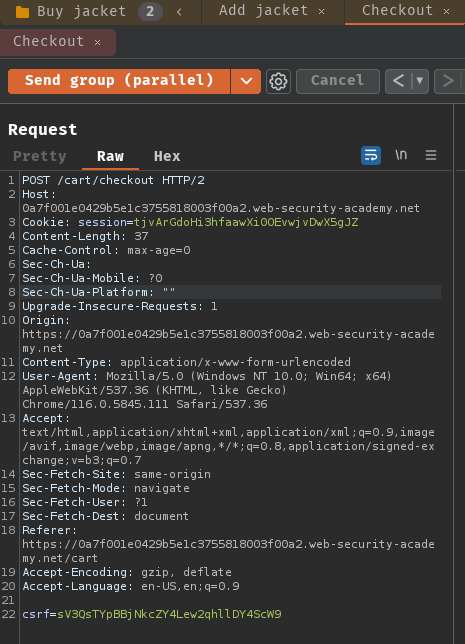 Buy jacket 2 Add jacket × Checkout ×
Checkout ×
Send group (parallel) Cancel < >
Request
Pretty Raw Hex \n
1 POST /cart/checkout HTTP/2
2 Host:
0a7f001e0429b5e1c3755818003f00a2.web-security-academy.net
3 Cookie: session=tjvArGdoHi3hfaawXi0OEvwjvDwX5gJZ
4 Content-Length: 37
5 Cache-Control: max-age=0
6 Sec-Ch-Ua:
7 Sec-Ch-Ua-Mobile: ?0
8 Sec-Ch-Ua-Platform: ""
9 Upgrade-Insecure-Requests: 1
10 Origin:
https://0a7f001e0429b5e1c3755818003f00a2.web-security-acade
my.net
11 Content-Type: application/x-www-form-urlencoded
12 User-Agent: Mozilla/5.0 (Windows NT 10.0; Win64; x64)
AppleWebKit/537.36 (KHTML, like Gecko)
Chrome/116.0.5845.111 Safari/537.36
13 Accept:
text/html,application/xhtml+xml,application/xml;q=0.9,image
/avif,image/webp,image/apng,*/*;q=0.8,application/signed-ex
change;v=b3;q=0.7
14 Sec-Fetch-Site: same-origin
15 Sec-Fetch-Mode: navigate
16 Sec-Fetch-User: ?1
17 Sec-Fetch-Dest: document
18 Referer:
https://0a7f001e0429b5e1c3755818003f00a2.web-security-acade
my.net/cart
19 Accept-Encoding: gzip, deflate
20 Accept-Language: en-US,en;q=0.9
21
22 csrf=sV3QsTYpBBjNkcZY4Lew2qhllDY4ScW9